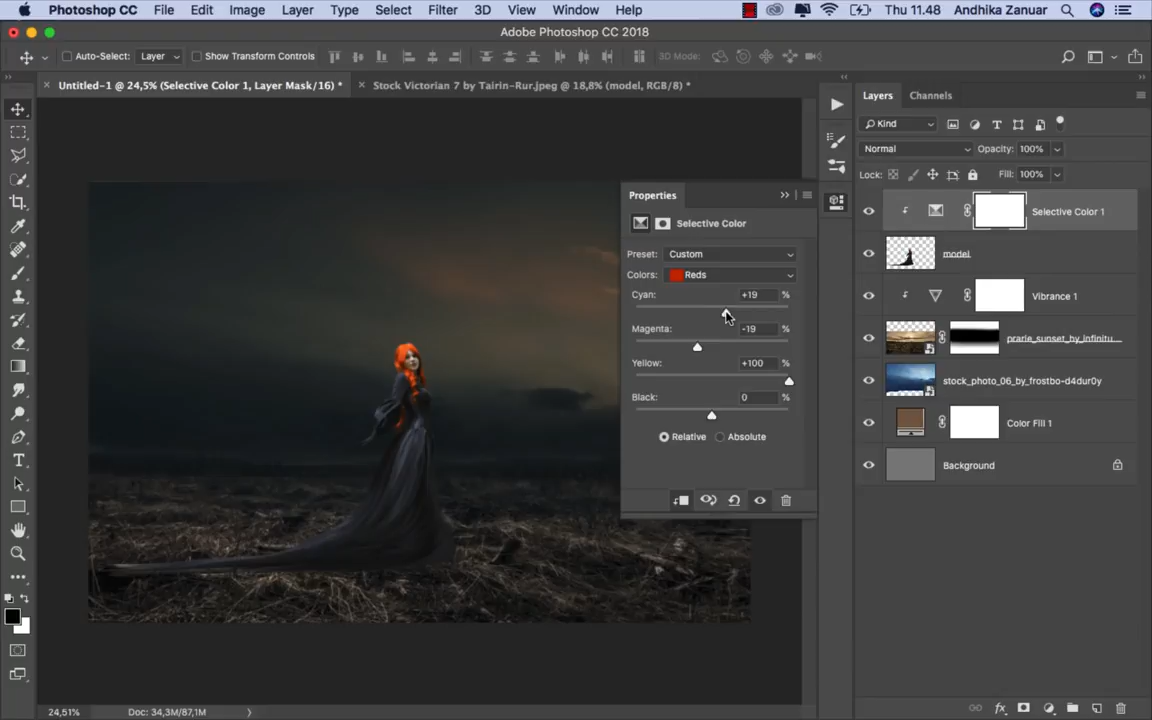 Photoshop CC File Edit Image Layer Type Select Filter 3D View Window Help Thu 11.48 Andhika Zanuar
Adobe Photoshop CC 2018
Auto-Select: Layer Show Transform Controls 3D Mode:
Untitled-1 @ 24,5% (Selective Color 1, Layer Mask/16) * Stock Victorian 7 by Tairin-Rur.jpeg @ 18,8% (model, RGB/8) *
Properties
Selective Color
Preset: Custom
Colors: Reds
Cyan: +19 %
Magenta: -19 %
Yellow: +100 %
Black: 0 %
Relative Absolute
Layers Channels
Kind
Normal Opacity: 100%
Lock: Fill: 100%
Selective Color 1
model
Vibrance 1
prarie_sunset_by_infinitu...
stock_photo_06_by_frostbo-d4dur0y
Color Fill 1
Background
24,51% Doc: 34,3M/87,1M